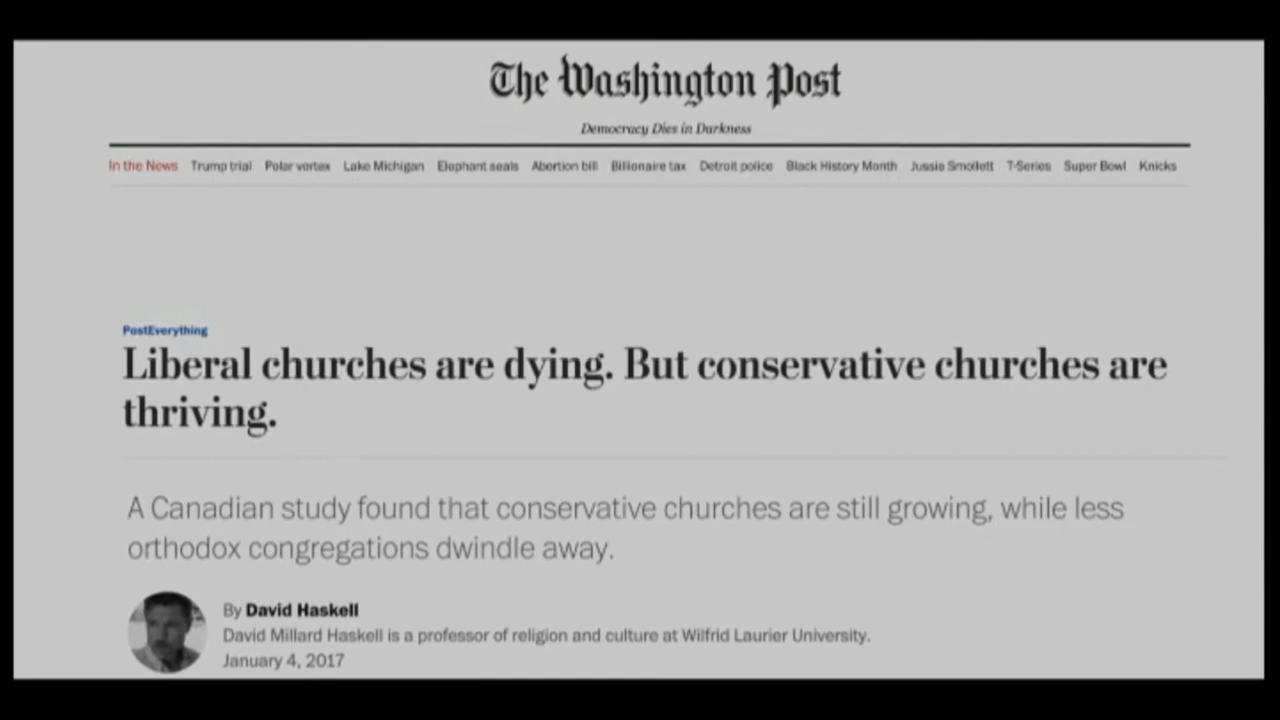 The Washington Post
Democracy Dies in Darkness
In the News Trump trial Polar vortex Lake Michigan Elephant seals Abortion bill Billionaire tax Detroit police Black History Month Jussie Smollett T-Series Super Bowl Knicks
PostEverything
Liberal churches are dying. But conservative churches are
thriving.
A Canadian study found that conservative churches are still growing, while less
orthodox congregations dwindle away.
By David Haskell
David Millard Haskell is a professor of religion and culture at Wilfrid Laurier University.
January 4, 2017